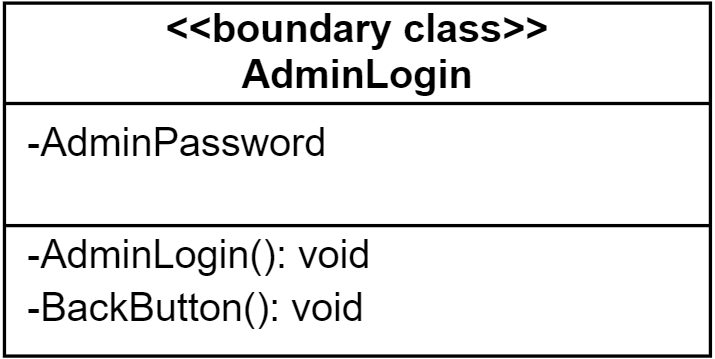 <<boundary class>>
AdminLogin
-AdminPassword
-AdminLogin(): void
-BackButton(): void